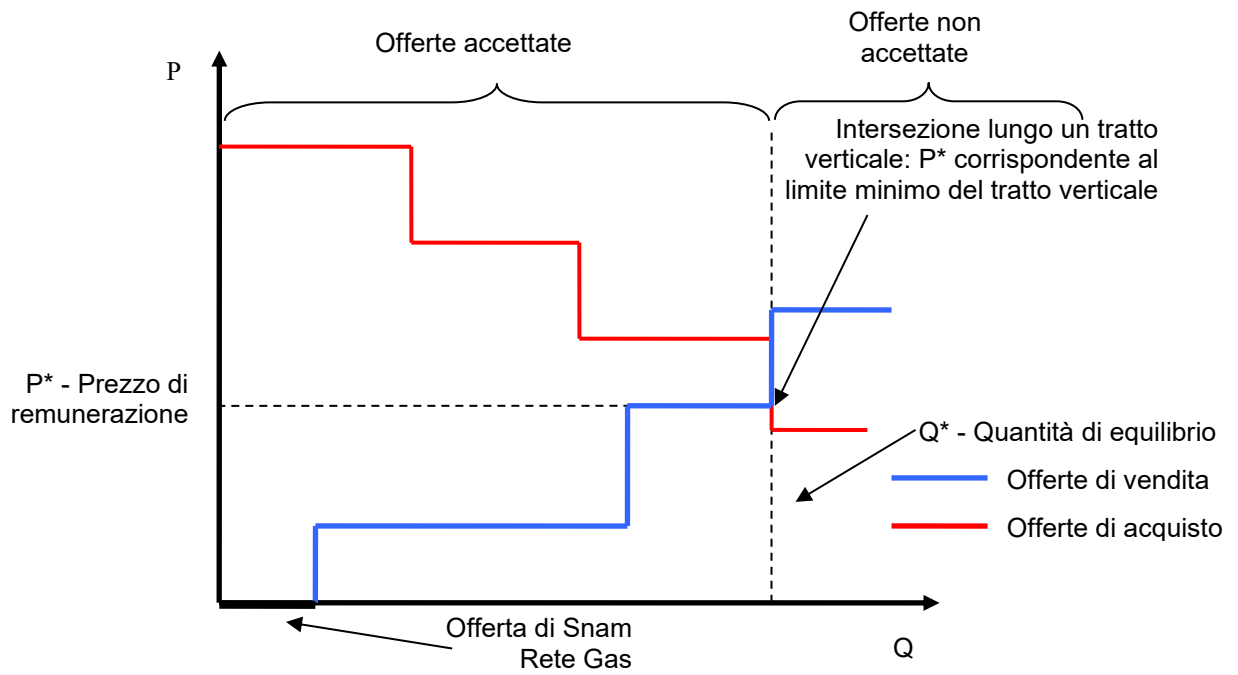 Offerte accettate
Offerte non
accettate
P
Intersezione lungo un tratto
verticale: P* corrispondente al
limite minimo del tratto verticale
P* - Prezzo di
remunerazione
Q* - Quantità di equilibrio
Offerte di vendita
Offerte di acquisto
Offerta di Snam
Rete Gas
Q